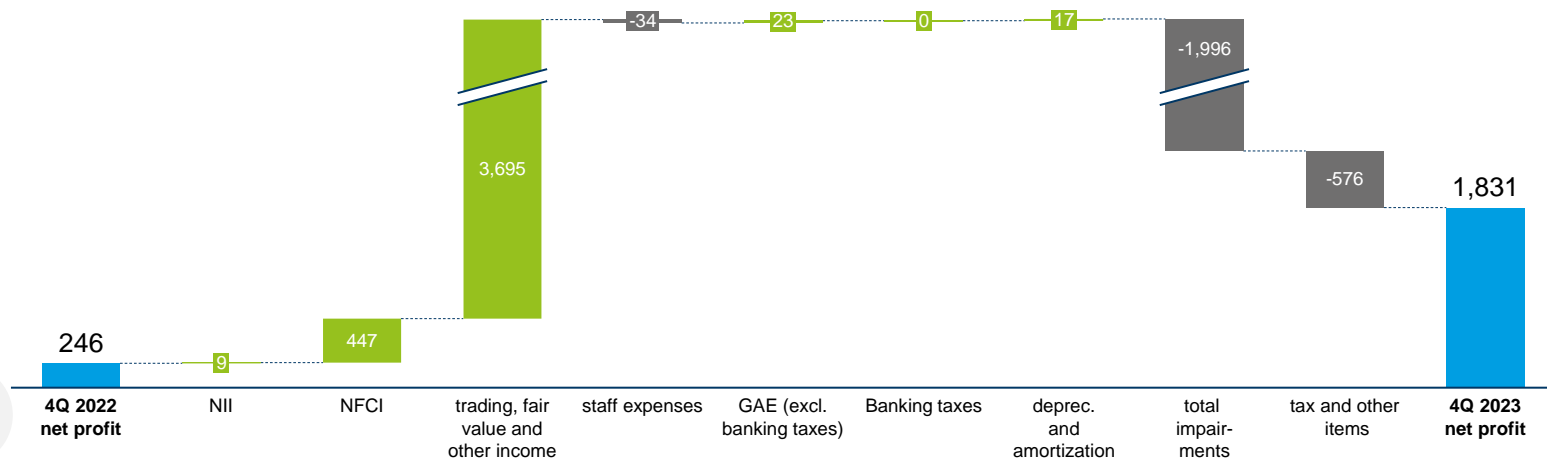 -34
23
0
17
-1,996
3,695
-576
1,831
246
447
9
4Q 2022
net profit
NII
NFCI
trading, fair
value and
other income
staff expenses
GAE (excl.
banking taxes)
Banking taxes
deprec.
and
amortization
total
impair-
ments
tax and other
items
4Q 2023
net profit